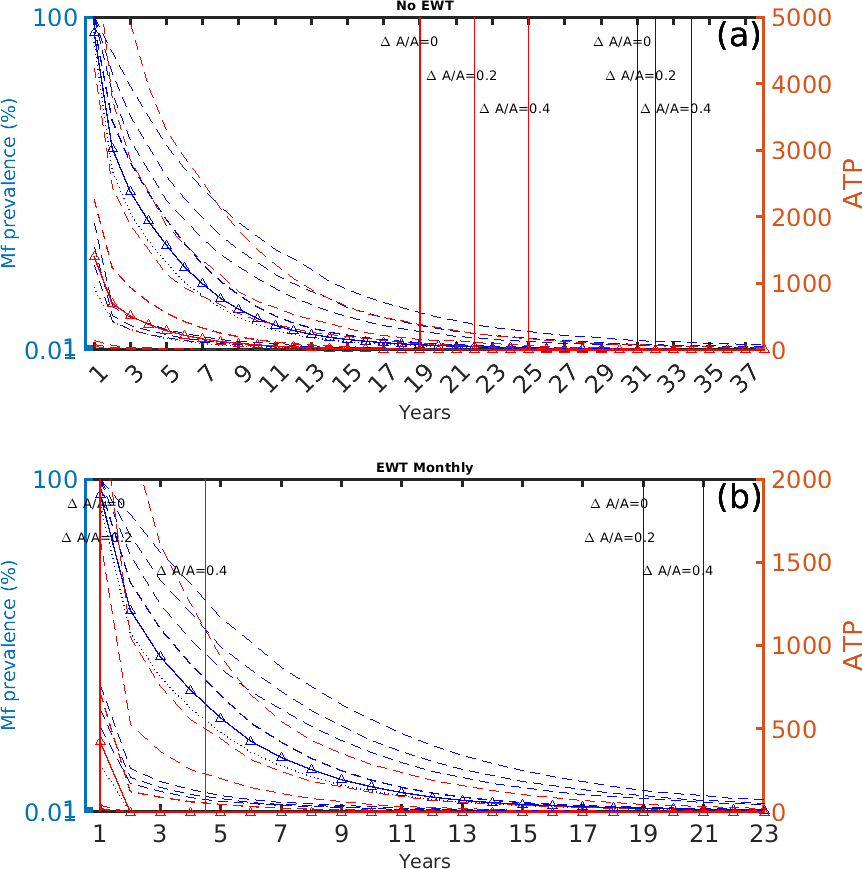 No EWT
100
5000
(a)
Δ A/A=0
Δ A/A=0
Δ A/A=0.2
Δ A/A=0.2
4000
Δ A/A=0.4
Δ A/A=0.4
3000
Mf prevalence (%)
ATP
2000
1000
0.01
0
1 3 5 7 9 11 13 15 17 19 21 23 25 27 29 31 33 35 37
Years
EWT Monthly
100
2000
(b)
Δ A/A=0
Δ A/A=0
Δ A/A=0.2
Δ A/A=0.2
1500
Δ A/A=0.4
Δ A/A=0.4
Mf prevalence (%)
1000
ATP
500
0.01
0
1 3 5 7 9 11 13 15 17 19 21 23
Years